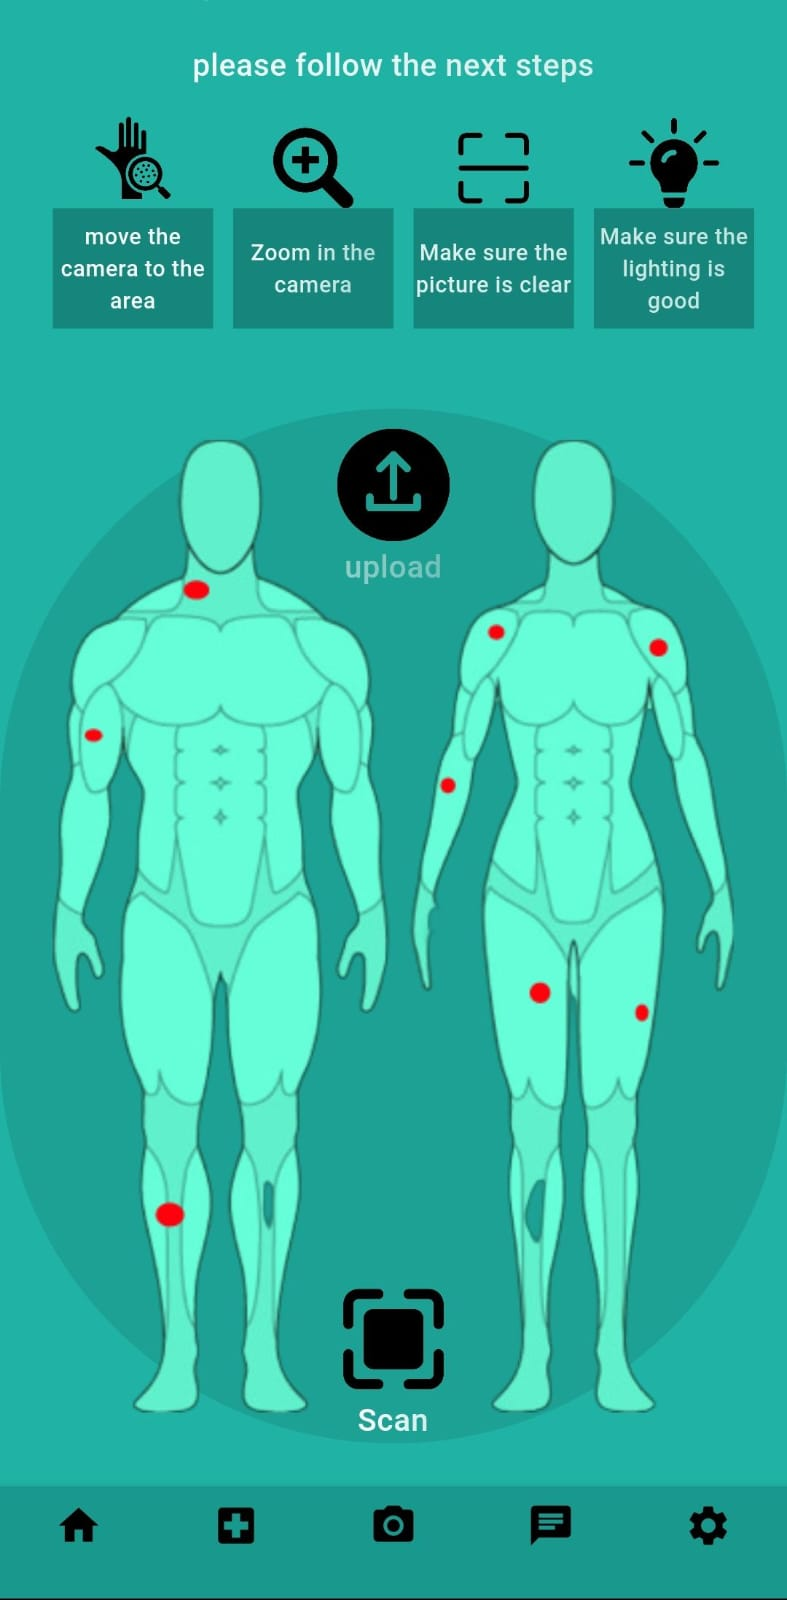 please follow the next steps
move the
camera to the
area
Zoom in the
camera
Make sure the
picture is clear
Make sure the
lighting is
good
upload
Scan